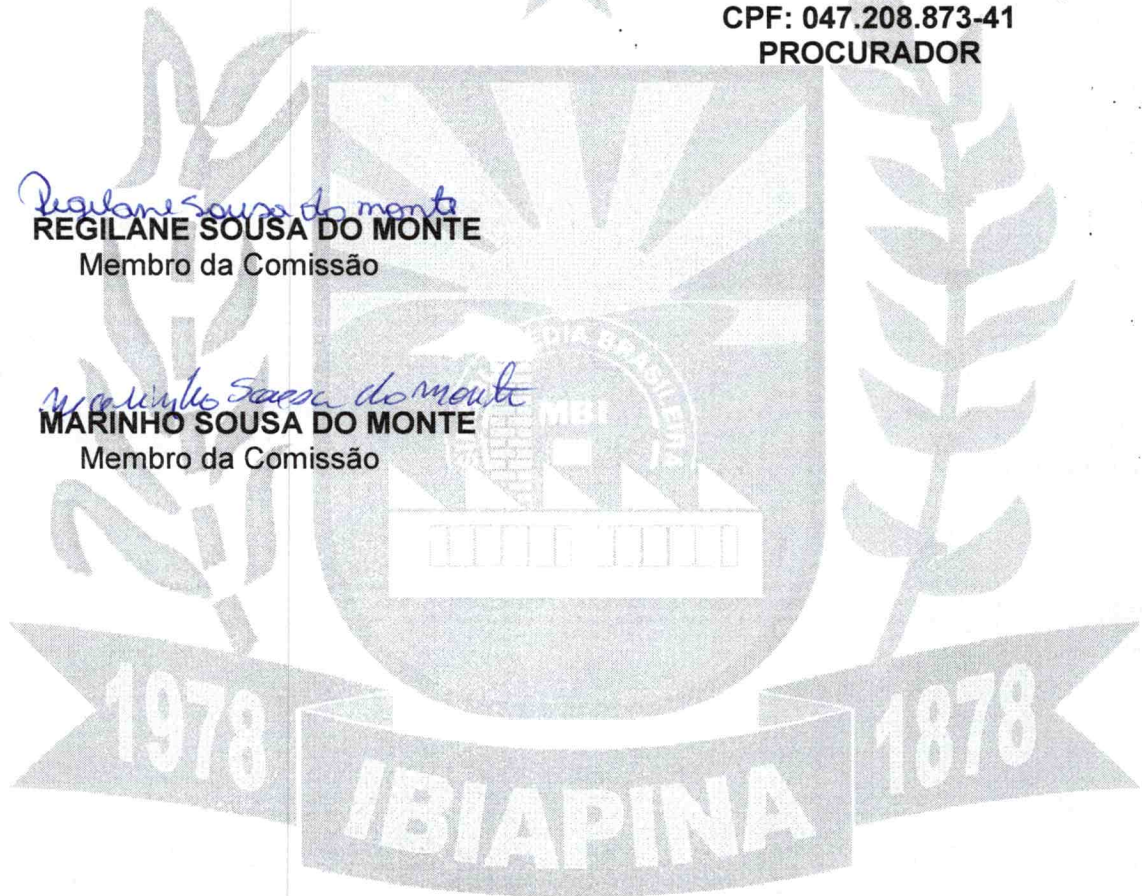 CPF: 047.208.873-41
PROCURADOR
Regilane Sousa do monte
REGILANE SOUSA DO MONTE
Membro da Comissão
Marinho Sousa do monte
MARINHO SOUSA DO MONTE
Membro da Comissão
MBI
1978
IBIAPINA
1878